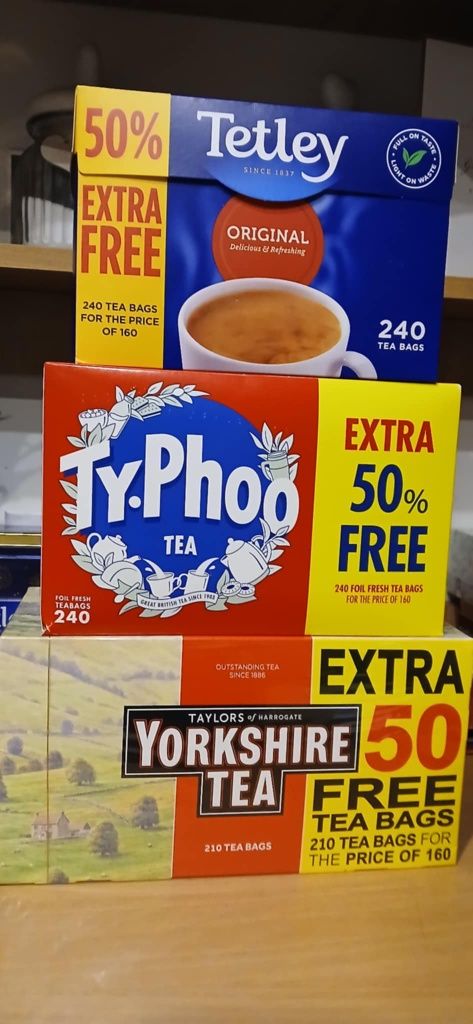 50%
EXTRA
FREE
240 TEA BAGS
FOR THE PRICE
OF 160
Tetley
SINCE 1837
FULL ON TASTE
LIGHT ON WASTE
ORIGINAL
Delicious & Refreshing
240
TEA BAGS
Ty•Phoo
TEA
GREAT BRITISH TEA SINCE 1903
FOIL FRESH
TEABAGS
240
EXTRA
50%
FREE
240 FOIL FRESH TEA BAGS
FOR THE PRICE OF 160
OUTSTANDING TEA
SINCE 1886
TAYLORS of HARROGATE
YORKSHIRE
TEA
210 TEA BAGS
EXTRA
50
FREE
TEA BAGS
210 TEA BAGS FOR
THE PRICE OF 160